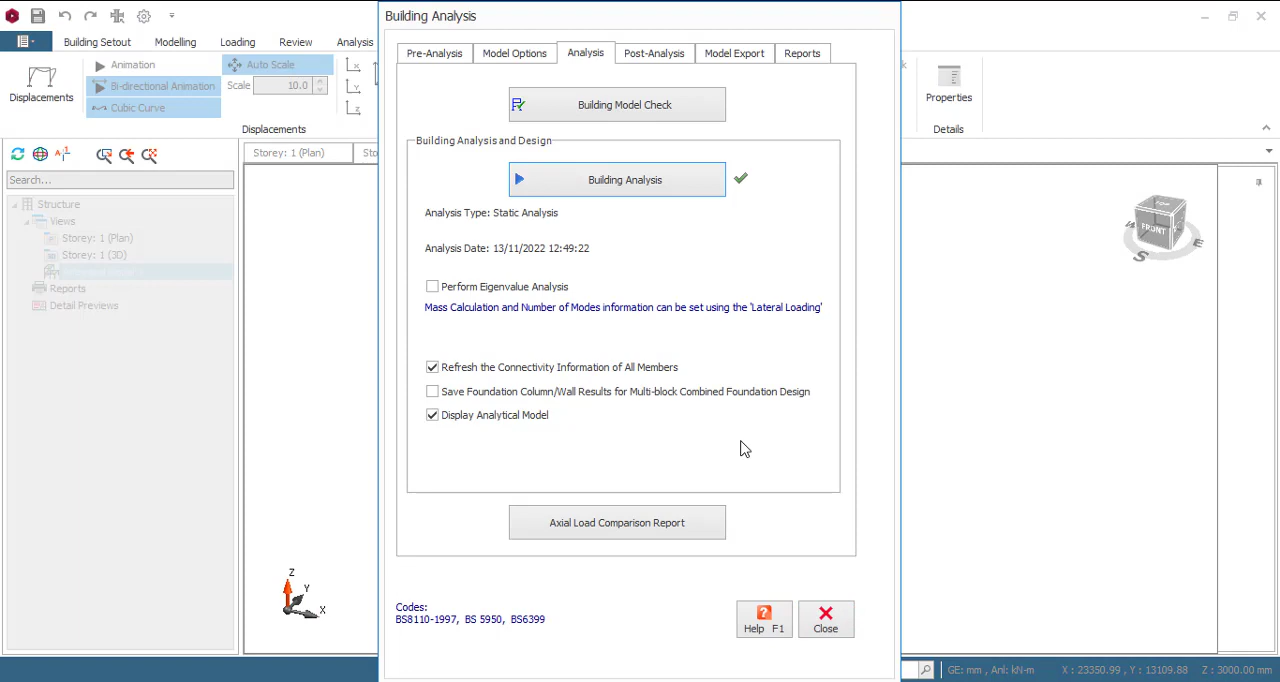 Building Analysis
Building Setout
Modelling
Loading
Review
Analysis
Displacements
Animation
Bi-directional Animation
Cubic Curve
Auto Scale
Scale
10.0
X
Y
Z
Displacements
Properties
Details
Search...
Structure
Views
Storey: 1 (Plan)
Storey: 1 (3D)
Reports
Detail Previews
Storey: 1 (Plan)
Sto
Pre-Analysis
Model Options
Analysis
Post-Analysis
Model Export
Reports
Building Model Check
Building Analysis and Design
Building Analysis
Analysis Type: Static Analysis
Analysis Date: 13/11/2022 12:49:22
Perform Eigenvalue Analysis
Mass Calculation and Number of Modes information can be set using the 'Lateral Loading'
Refresh the Connectivity Information of All Members
Save Foundation Column/Wall Results for Multi-block Combined Foundation Design
Display Analytical Model
Axial Load Comparison Report
Codes:
BS8110-1997, BS 5950, BS6399
Help F1
Close
FRONT
S
E
Z
Y
X
GE: mm , Anl: kN-m
X : 23350.99 , Y : 13109.88
Z : 3000.00 mm